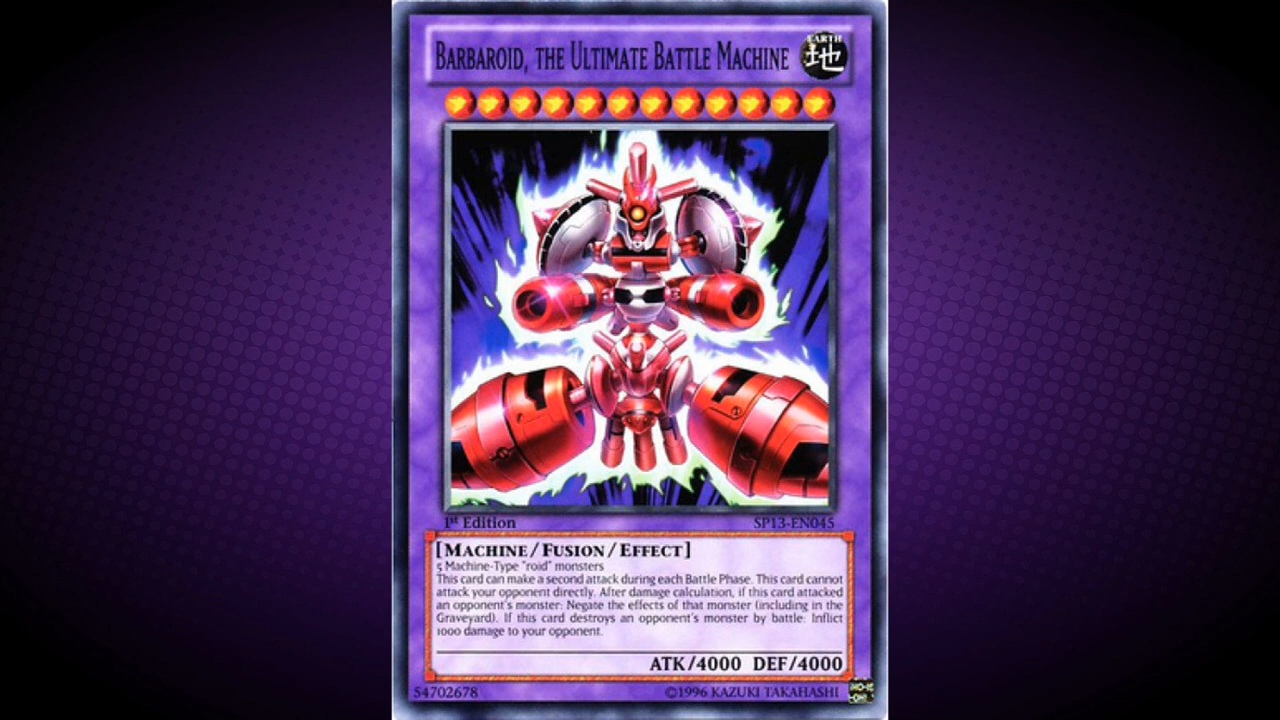 BARBAROID, THE ULTIMATE BATTLE MACHINE
EARTH
地
1st Edition
SP13-EN045
[MACHINE/FUSION/EFFECT]
5 Machine-Type "roid" monsters
This card can make a second attack during each Battle Phase. This card cannot
attack your opponent directly. After damage calculation, if this card attacked
an opponent's monster: Negate the effects of that monster (including in the
Graveyard). If this card destroys an opponent's monster by battle: Inflict
1000 damage to your opponent.
ATK/4000 DEF/4000
54702678
©1996 KAZUKI TAKAHASHI